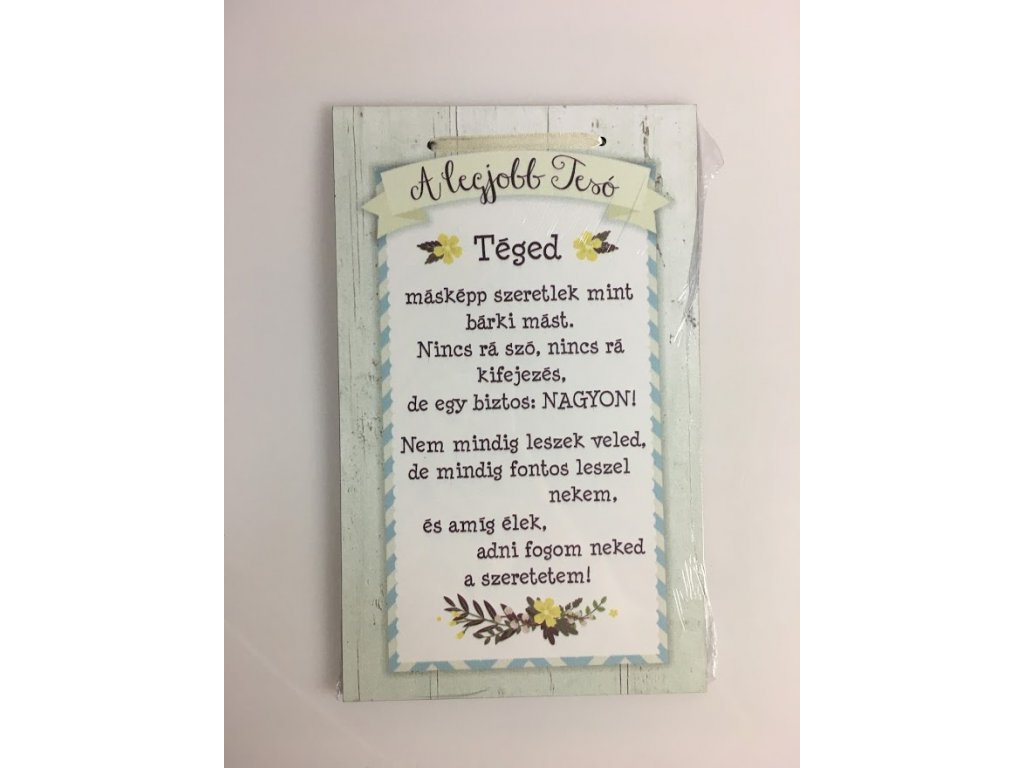 A legjobb Tesó
Téged
másképp szeretlek mint
bárki mást.
Nincs rá szó, nincs rá
kifejezés,
de egy biztos: NAGYON!
Nem mindig leszek veled,
de mindig fontos leszel
nekem,
és amíg élek,
adni fogom neked
a szeretetem!